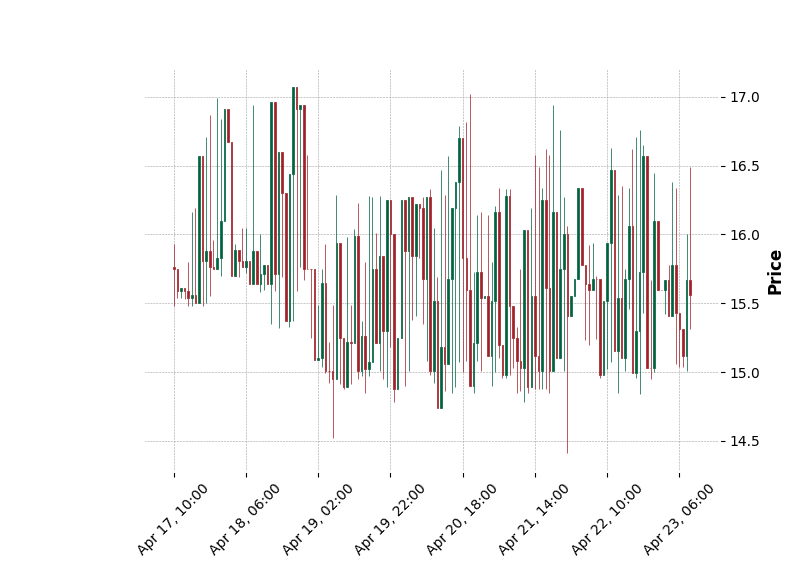 17.0
16.5
16.0
15.5
15.0
14.5
Price
Apr 17, 10:00
Apr 18, 06:00
Apr 19, 02:00
Apr 19, 22:00
Apr 20, 18:00
Apr 21, 14:00
Apr 22, 10:00
Apr 23, 06:00